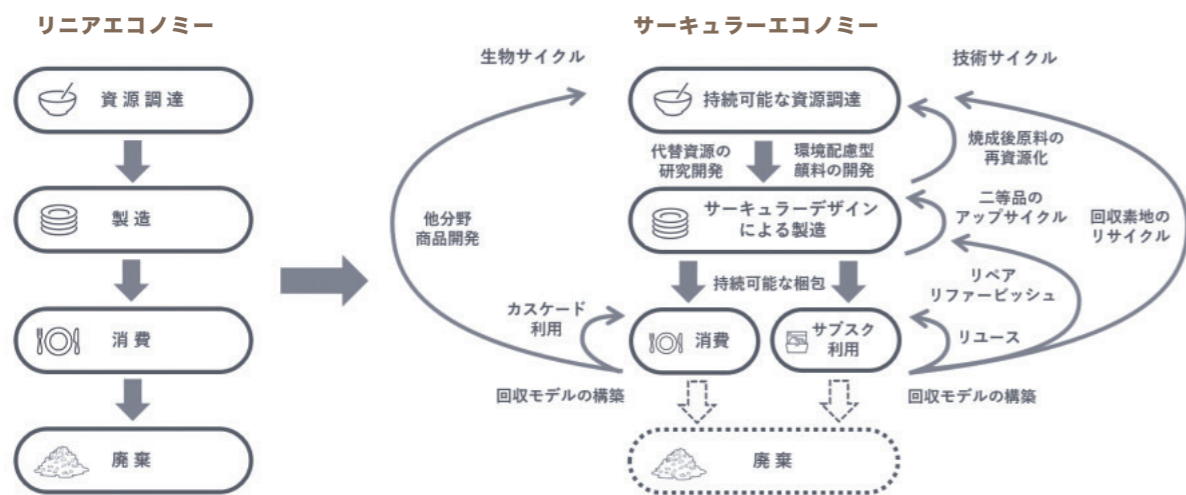 リニアエコノミー
資源調達
製造
消費
廃棄
サーキュラーエコノミー
生物サイクル
技術サイクル
持続可能な資源調達
代替資源の
研究開発
環境配慮型
顔料の開発
焼成後原料の
再資源化
サーキュラーデザイン
による製造
二等品の
アップサイクル
回収素地の
リサイクル
他分野
商品開発
持続可能な梱包
リペア
リファービッシュ
カスケード
利用
消費
サブスク
利用
リユース
回収モデルの構築
回収モデルの構築
廃棄